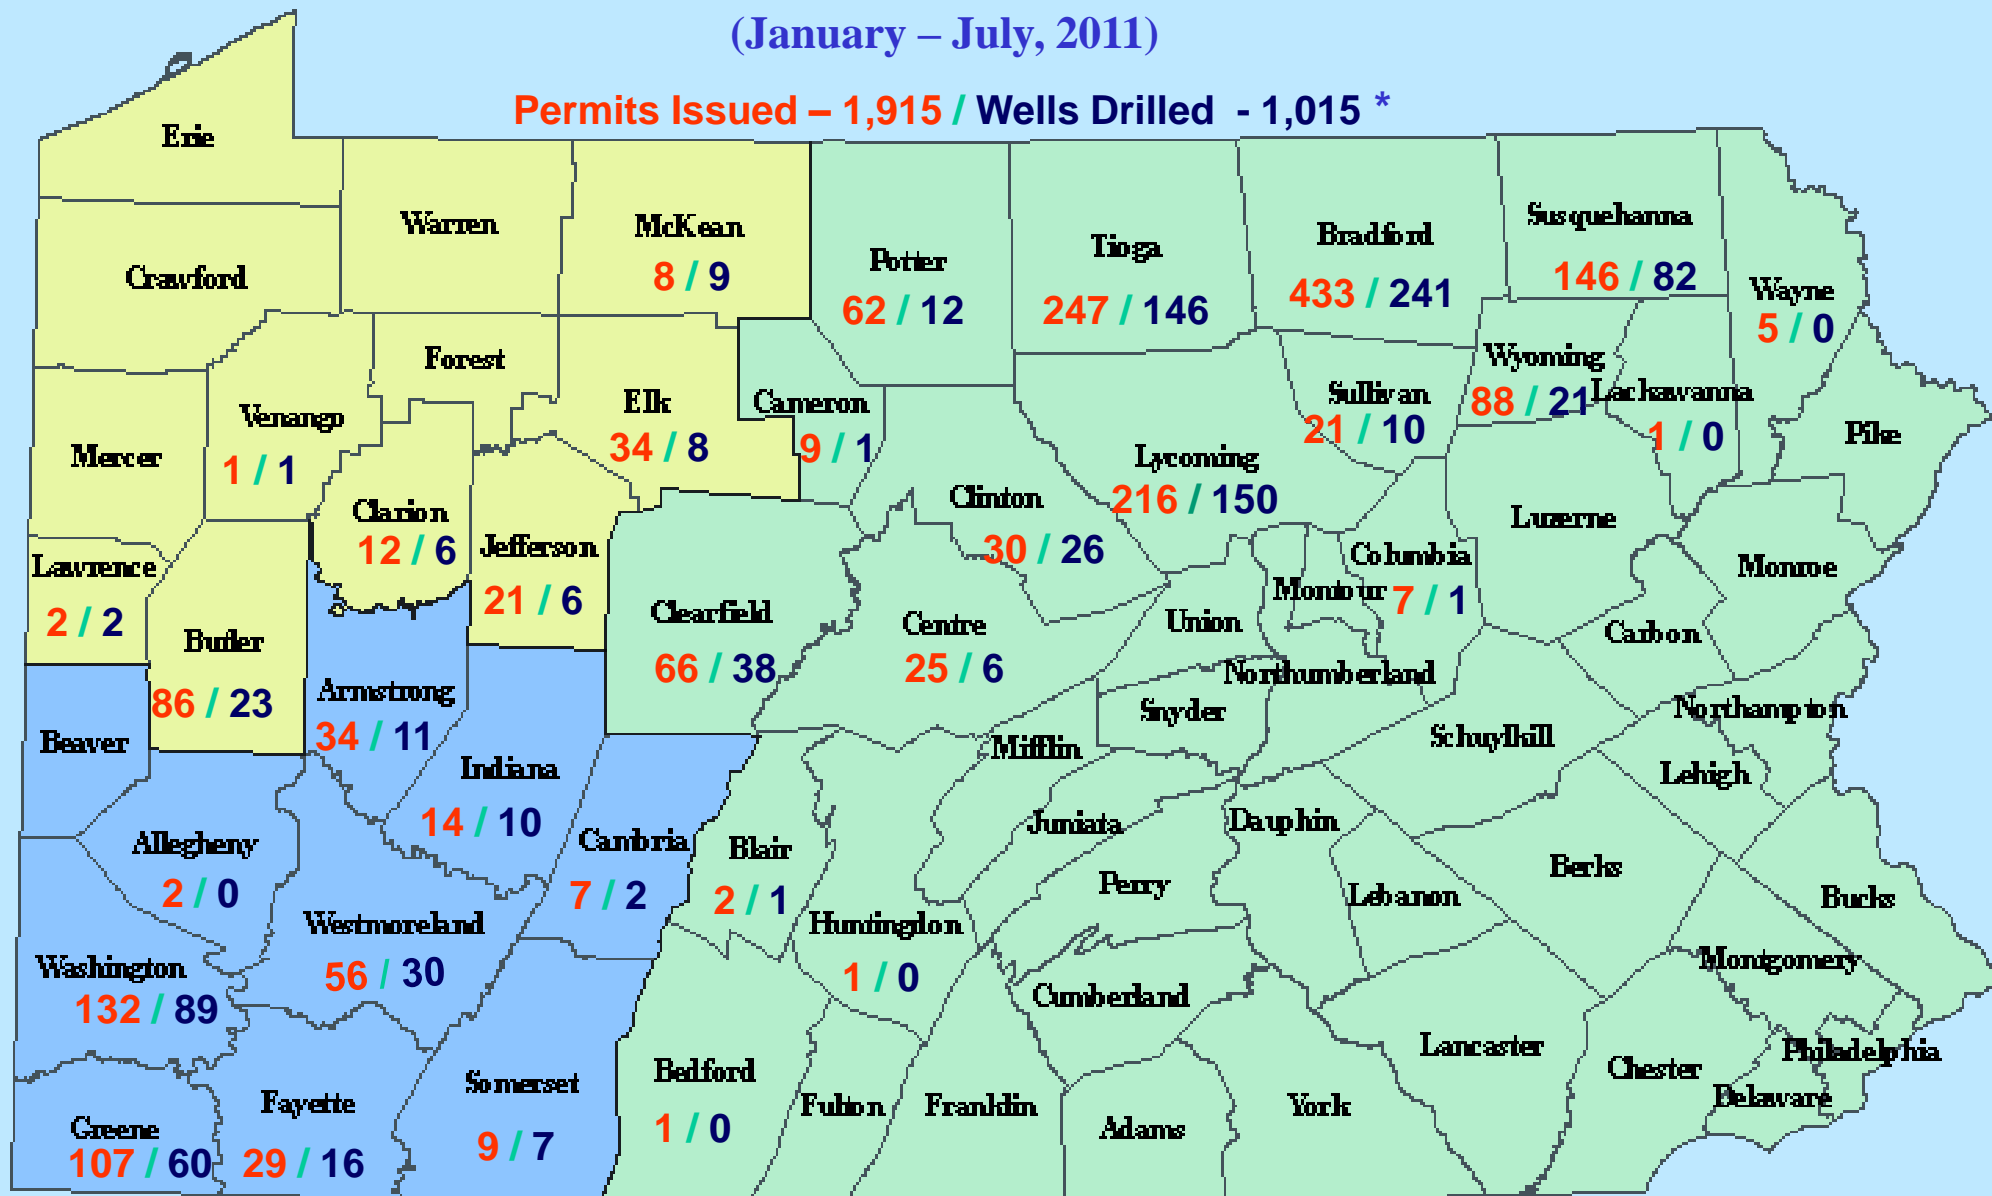 (January – July, 2011)
Permits Issued – 1,915 / Wells Drilled - 1,015 *
Erie
Warren
McKean
8 / 9
Potter
62 / 12
Tioga
247 / 146
Bradford
433 / 241
Susquehanna
146 / 82
Wayne
5 / 0
Crawford
Forest
Venango
1 / 1
Elk
34 / 8
Cameron
9 / 1
Sullivan
21 / 10
Wyoming
88 / 21
Lackawanna
1 / 0
Pike
Mercer
Clarion
12 / 6
Jefferson
21 / 6
Clinton
30 / 26
Lycoming
216 / 150
Columbia
7 / 1
Luzerne
Monroe
Lawrence
2 / 2
Butler
86 / 23
Armstrong
34 / 11
Clearfield
66 / 38
Centre
25 / 6
Union
Montour
Northumberland
Snyder
Carbon
Northampton
Schuylkill
Lehigh
Beaver
Indiana
14 / 10
Mifflin
Juniata
Dauphin
Allegheny
2 / 0
Cambria
7 / 2
Blair
2 / 1
Perry
Lebanon
Berks
Bucks
Westmoreland
56 / 30
Huntingdon
1 / 0
Montgomery
Washington
132 / 89
Cumberland
Lancaster
Chester
Philadelphia
Delaware
Greene
107 / 60
Fayette
29 / 16
Somerset
9 / 7
Bedford
1 / 0
Fulton
Franklin
Adams
York